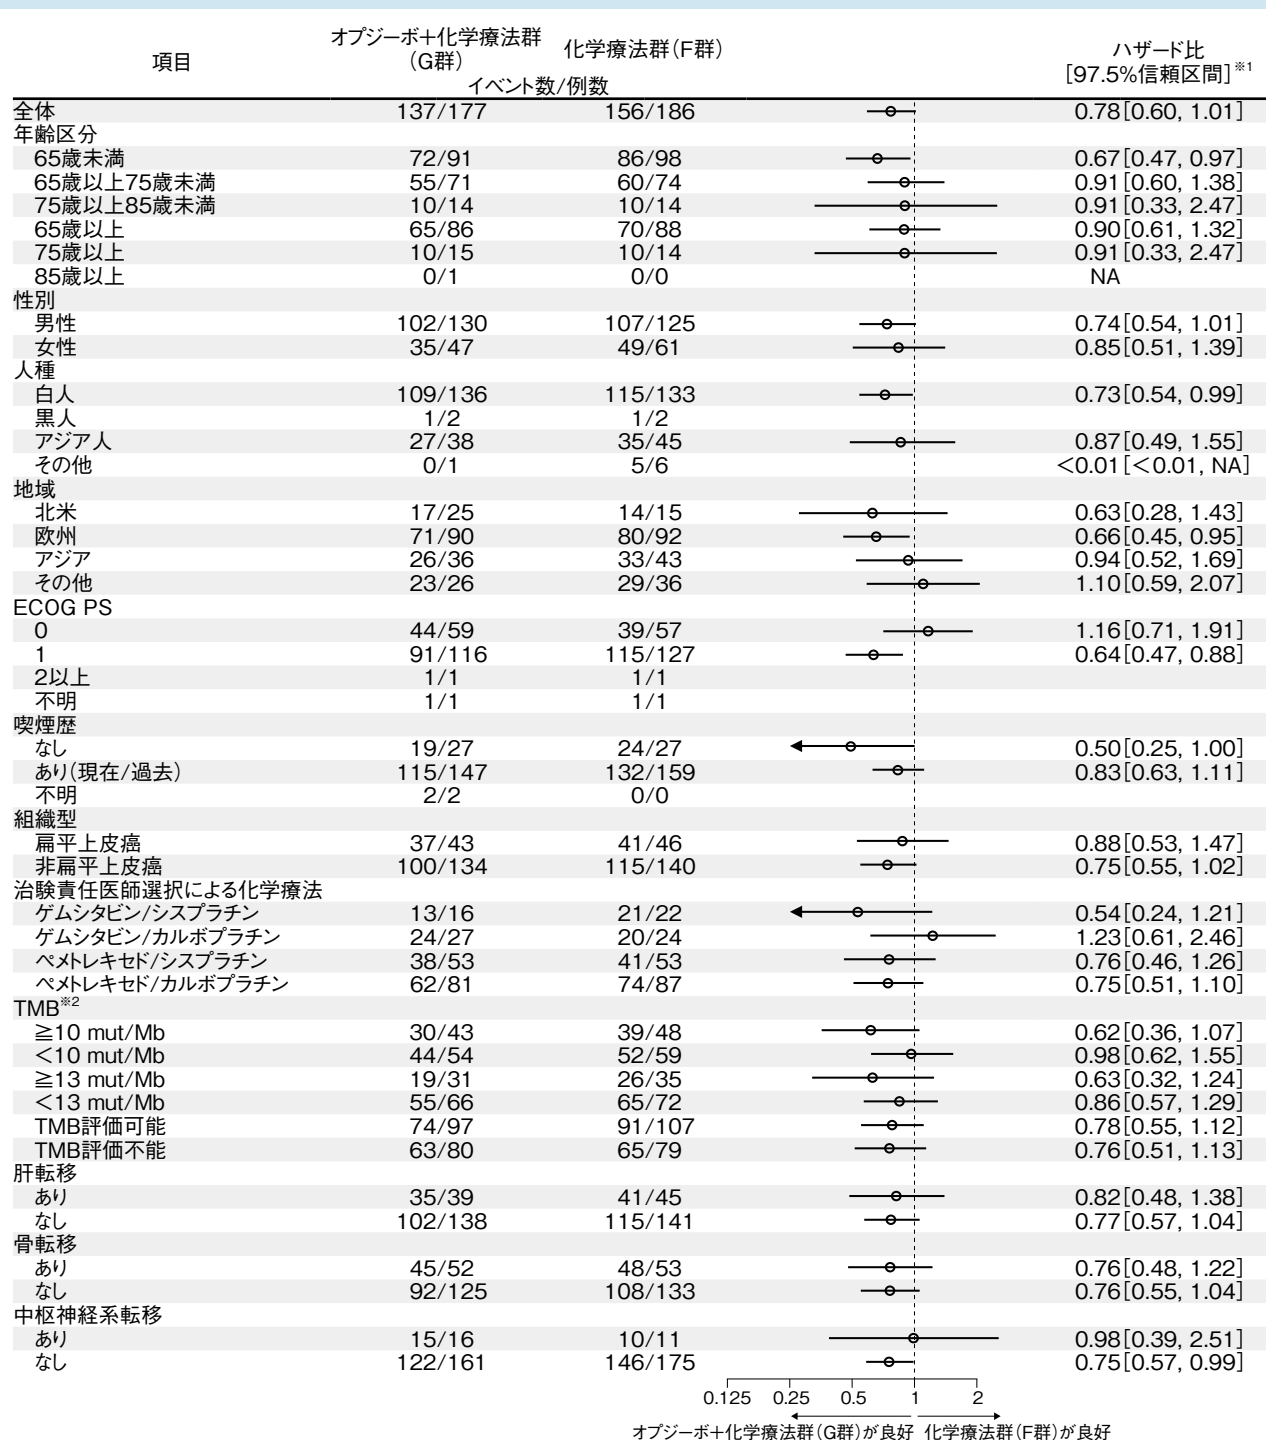 項目 オプジーボ+化学療法群（G群） 化学療法群（F群） ハザード比［97.5%信頼区間］※1
イベント数/例数
全体 137/177 156/186 0.78［0.60, 1.01］
年齢区分
65歳未満 72/91 86/98 0.67［0.47, 0.97］
65歳以上75歳未満 55/71 60/74 0.91［0.60, 1.38］
75歳以上85歳未満 10/14 10/14 0.91［0.33, 2.47］
65歳以上 65/86 70/88 0.90［0.61, 1.32］
75歳以上 10/15 10/14 0.91［0.33, 2.47］
85歳以上 0/1 0/0 NA
性別
男性 102/130 107/125 0.74［0.54, 1.01］
女性 35/47 49/61 0.85［0.51, 1.39］
人種
白人 109/136 115/133 0.73［0.54, 0.99］
黒人 1/2 1/2
アジア人 27/38 35/45 0.87［0.49, 1.55］
その他 0/1 5/6 ＜0.01［＜0.01, NA］
地域
北米 17/25 14/15 0.63［0.28, 1.43］
欧州 71/90 80/92 0.66［0.45, 0.95］
アジア 26/36 33/43 0.94［0.52, 1.69］
その他 23/26 29/36 1.10［0.59, 2.07］
ECOG PS
0 44/59 39/57 1.16［0.71, 1.91］
1 91/116 115/127 0.64［0.47, 0.88］
2以上 1/1 1/1
不明 1/1 1/1
喫煙歴
なし 19/27 24/27 0.50［0.25, 1.00］
あり（現在/過去） 115/147 132/159 0.83［0.63, 1.11］
不明 2/2 0/0
組織型
扁平上皮癌 37/43 41/46 0.88［0.53, 1.47］
非扁平上皮癌 100/134 115/140 0.75［0.55, 1.02］
治験責任医師選択による化学療法
ゲムシタビン/シスプラチン 13/16 21/22 0.54［0.24, 1.21］
ゲムシタビン/カルボプラチン 24/27 20/24 1.23［0.61, 2.46］
ペメトレキセド/シスプラチン 38/53 41/53 0.76［0.46, 1.26］
ペメトレキセド/カルボプラチン 62/81 74/87 0.75［0.51, 1.10］
TMB※2
≧10 mut/Mb 30/43 39/48 0.62［0.36, 1.07］
＜10 mut/Mb 44/54 52/59 0.98［0.62, 1.55］
≧13 mut/Mb 19/31 26/35 0.63［0.32, 1.24］
＜13 mut/Mb 55/66 65/72 0.86［0.57, 1.29］
TMB評価可能 74/97 91/107 0.78［0.55, 1.12］
TMB評価不能 63/80 65/79 0.76［0.51, 1.13］
肝転移
あり 35/39 41/45 0.82［0.48, 1.38］
なし 102/138 115/141 0.77［0.57, 1.04］
骨転移
あり 45/52 48/53 0.76［0.48, 1.22］
なし 92/125 108/133 0.76［0.55, 1.04］
中枢神経系転移
あり 15/16 10/11 0.98［0.39, 2.51］
なし 122/161 146/175 0.75［0.57, 0.99］
0.125 0.25 0.5 1 2
オプジーボ+化学療法群（G群）が良好 化学療法群（F群）が良好